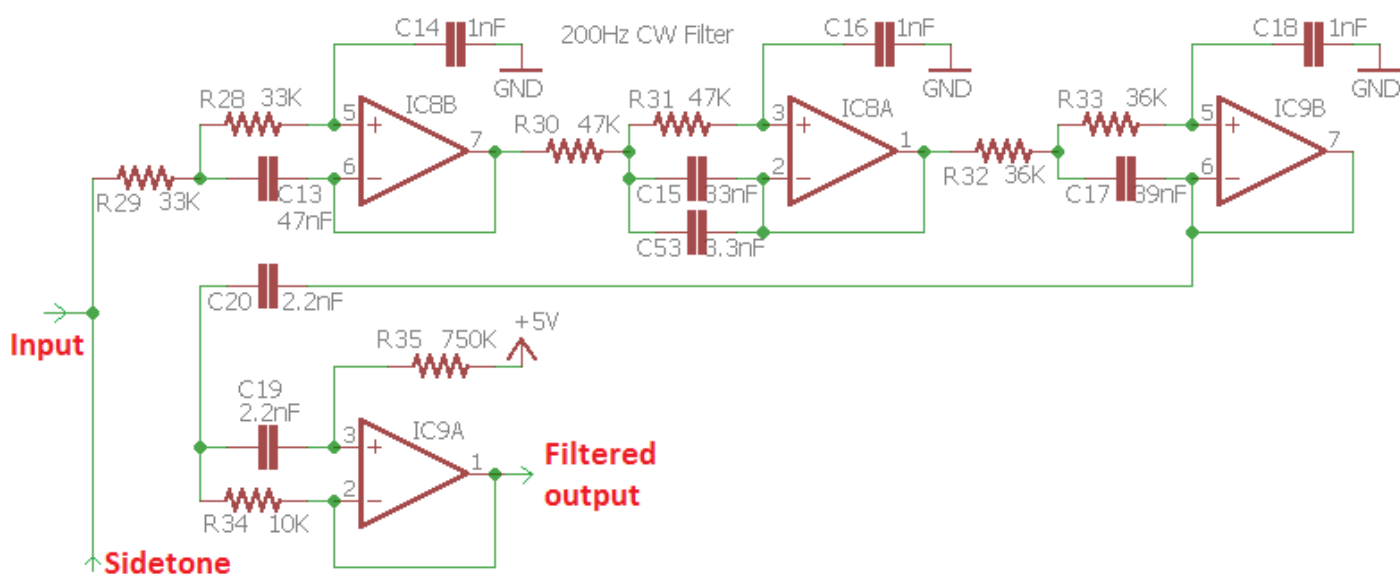 C14 1nF
200Hz CW Filter
C16 1nF
C18 1nF
GND
GND
GND
R28 33K
5
+
IC8B
7
6
−
R29 33K
C13
47nF
R30 47K
R31 47K
3
+
IC8A
1
2
−
C15 33nF
C53 3.3nF
R32 36K
R33 36K
5
+
IC9B
7
6
−
C17 39nF
C20 2.2nF
Input
R35 750K
+5V
C19
2.2nF
3
+
IC9A
1
2
−
R34 10K
Filtered
output
Sidetone